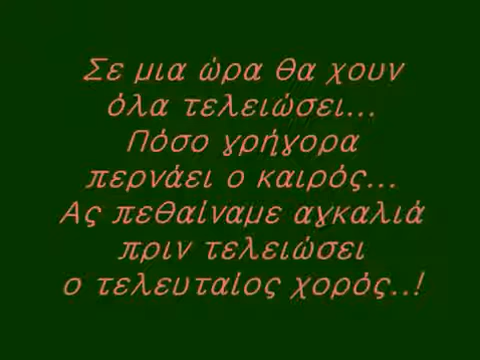 Σε μια ώρα θα χουν
όλα τελειώσει...
Πόσο γρήγορα
περνάει ο καιρός...
Ας πεθαίναμε αγκαλιά
πριν τελειώσει
ο τελευταίος χορός..!